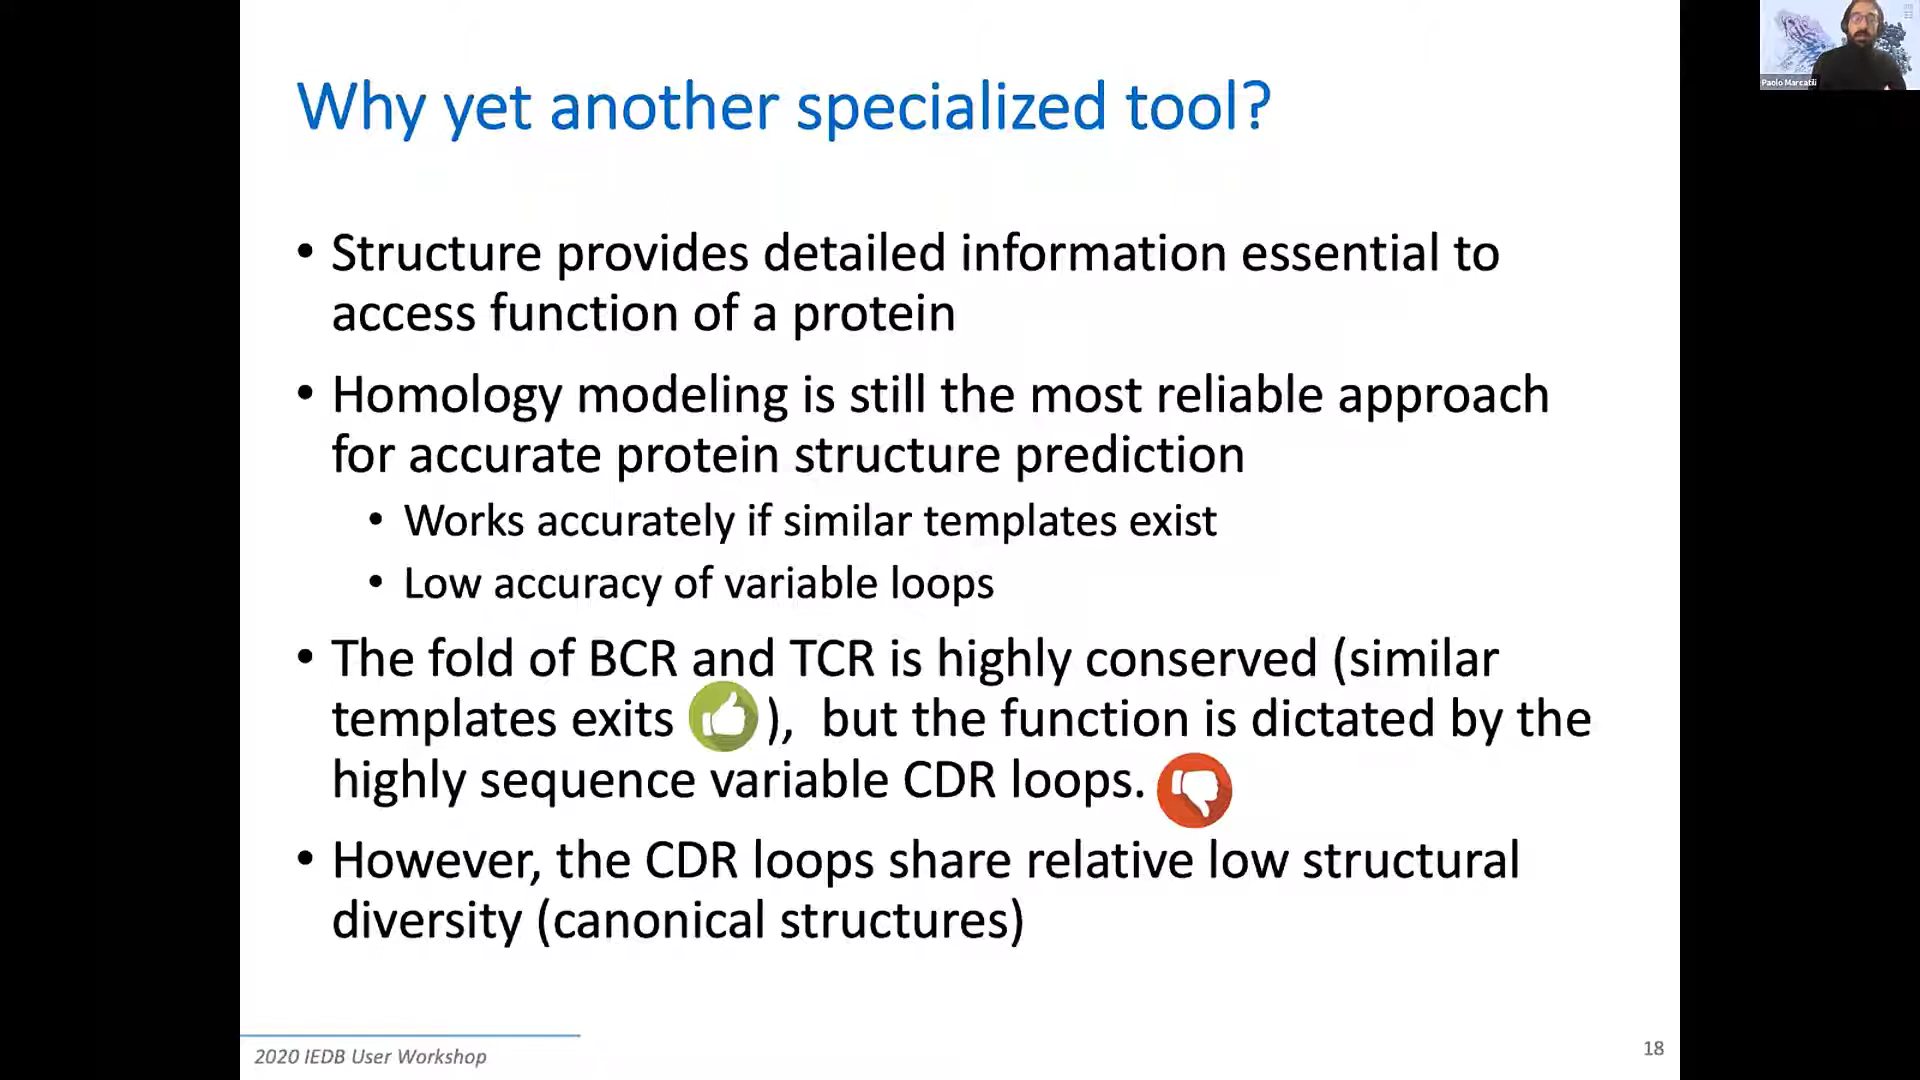 Why yet another specialized tool?
Paolo Marcatili
• Structure provides detailed information essential to
access function of a protein
• Homology modeling is still the most reliable approach
for accurate protein structure prediction
• Works accurately if similar templates exist
• Low accuracy of variable loops
• The fold of BCR and TCR is highly conserved (similar
templates exits ), but the function is dictated by the
highly sequence variable CDR loops.
• However, the CDR loops share relative low structural
diversity (canonical structures)
2020 IEDB User Workshop
18